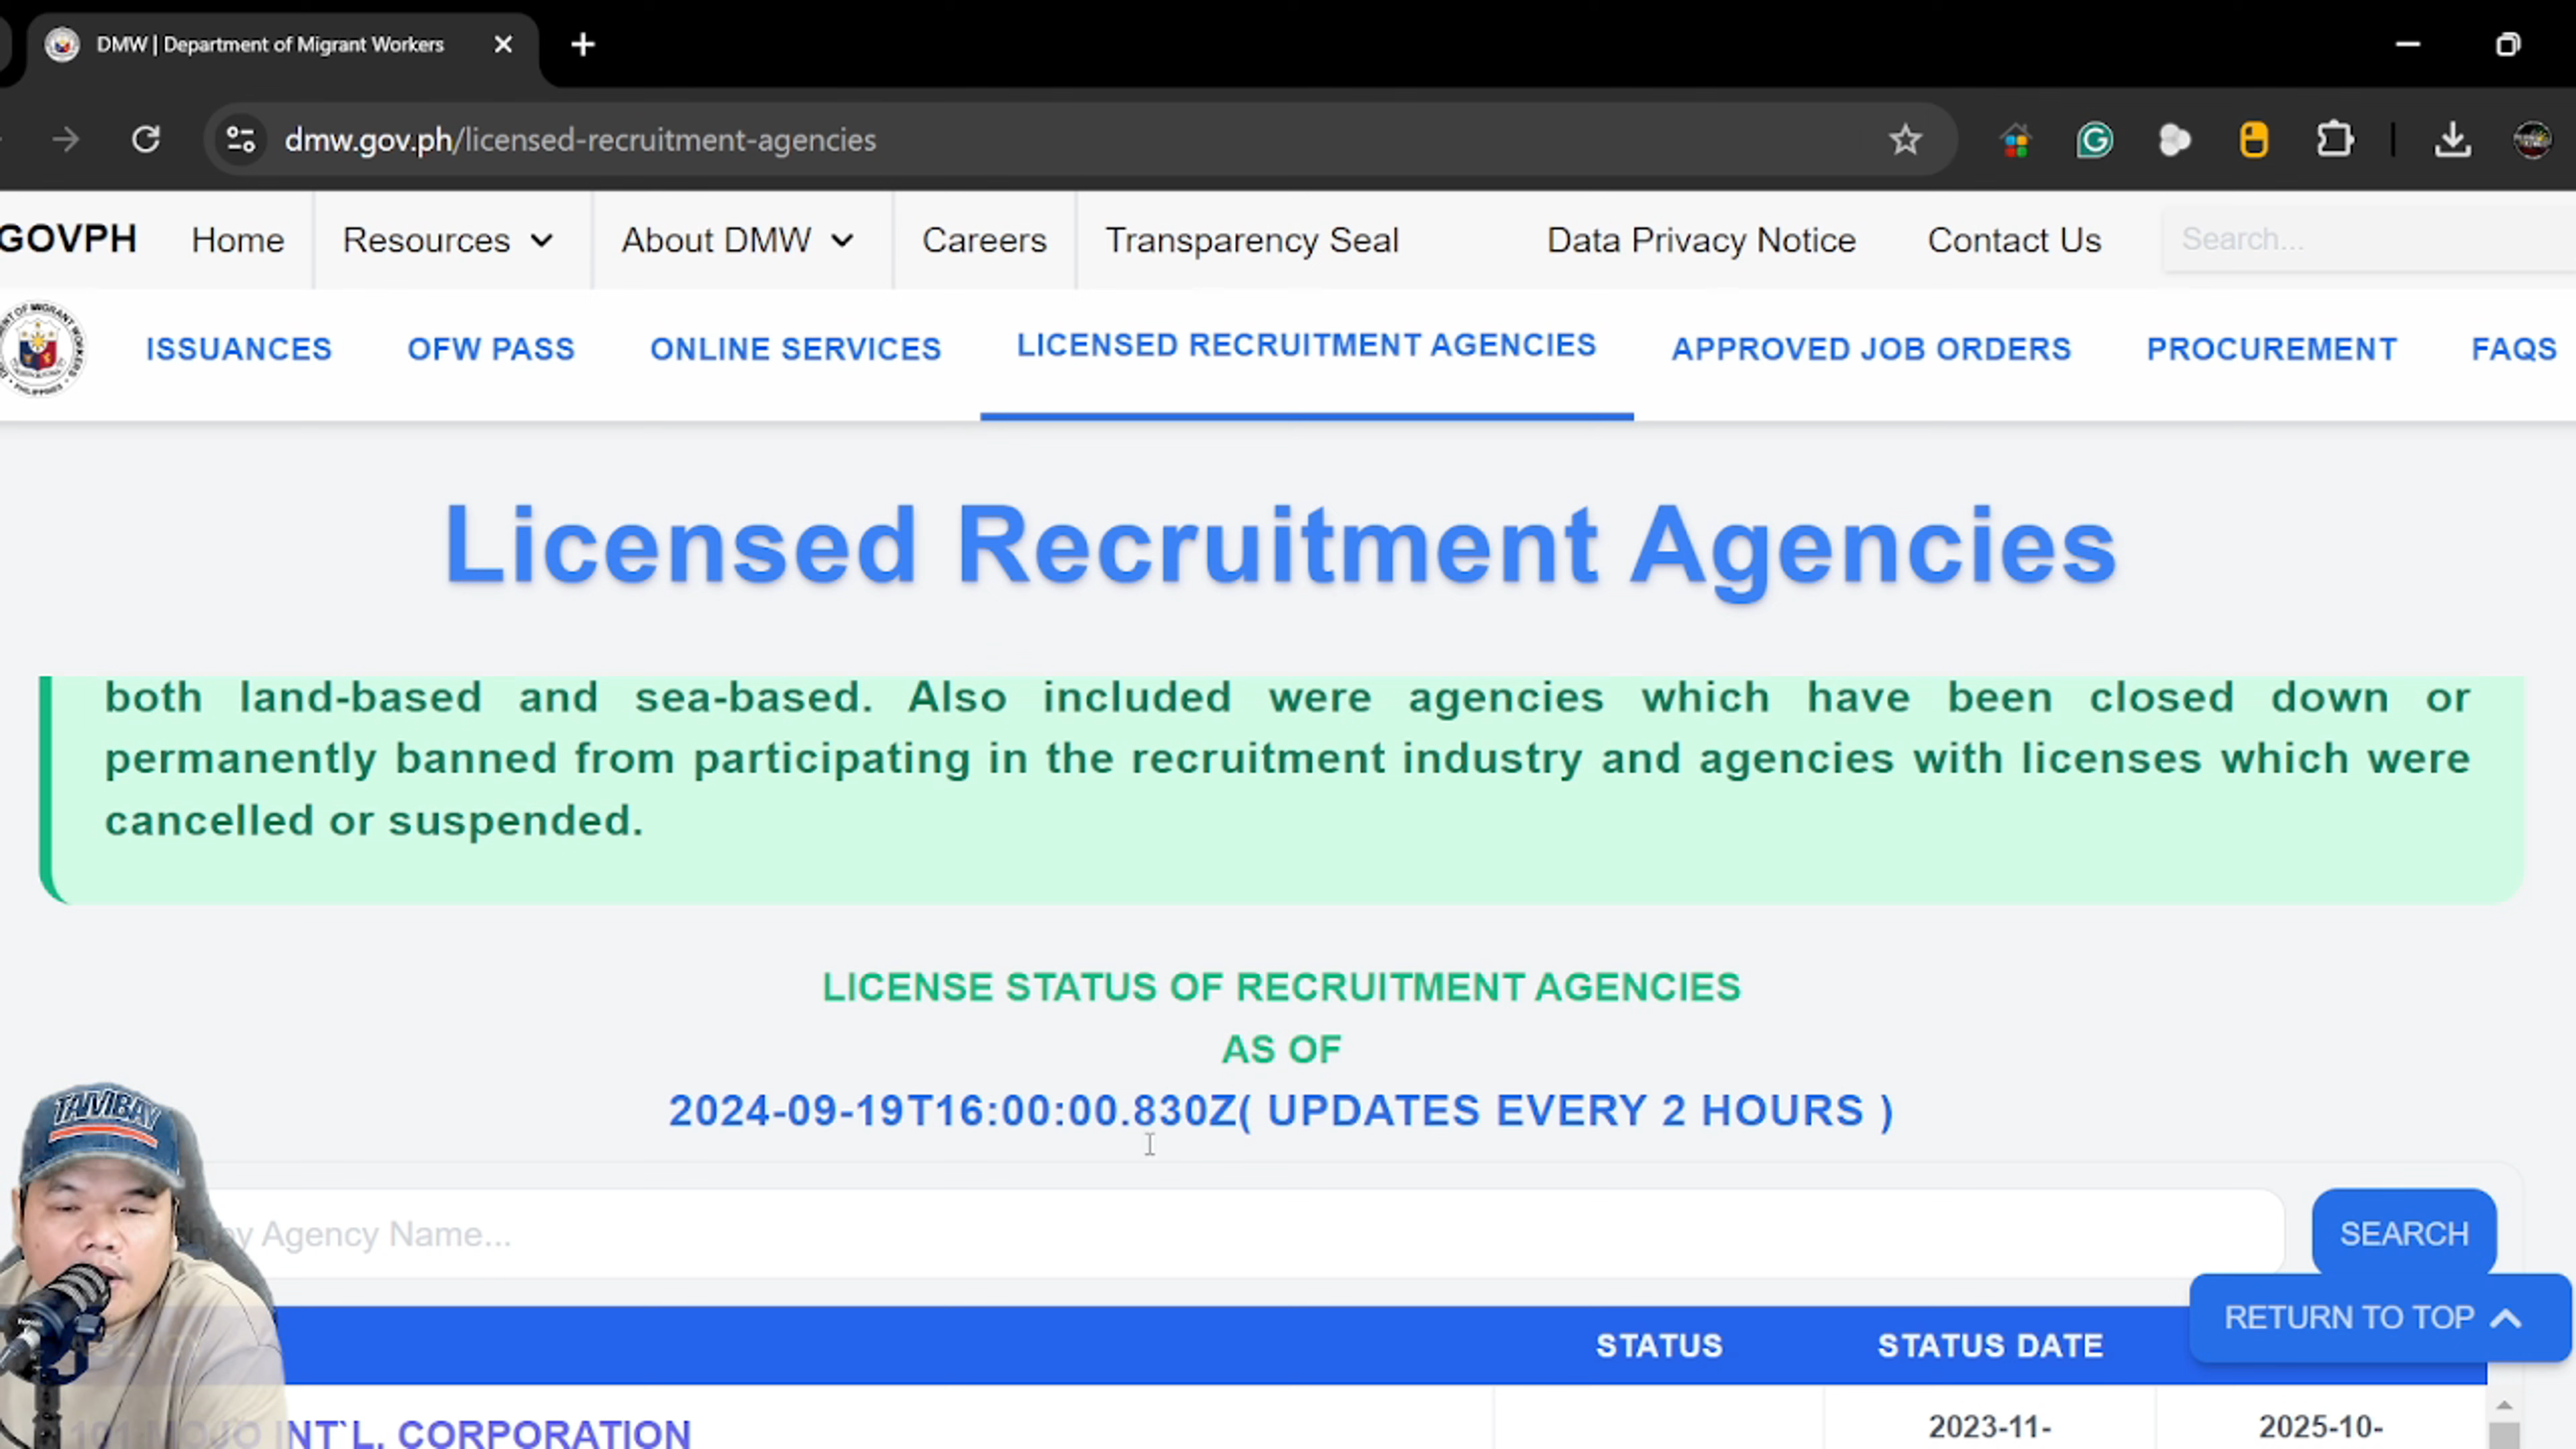 DMW | Department of Migrant Workers
dmw.gov.ph/licensed-recruitment-agencies
GOVPH Home Resources About DMW Careers Transparency Seal Data Privacy Notice Contact Us Search...
ISSUANCES OFW PASS ONLINE SERVICES LICENSED RECRUITMENT AGENCIES APPROVED JOB ORDERS PROCUREMENT FAQS
Licensed Recruitment Agencies
both land-based and sea-based. Also included were agencies which have been closed down or
permanently banned from participating in the recruitment industry and agencies with licenses which were
cancelled or suspended.
LICENSE STATUS OF RECRUITMENT AGENCIES
AS OF
2024-09-19T16:00:00.830Z( UPDATES EVERY 2 HOURS )
TAMBAY
by Agency Name... SEARCH
RETURN TO TOP
STATUS STATUS DATE
101 MOJO INT`L. CORPORATION 2023-11- 2025-10-